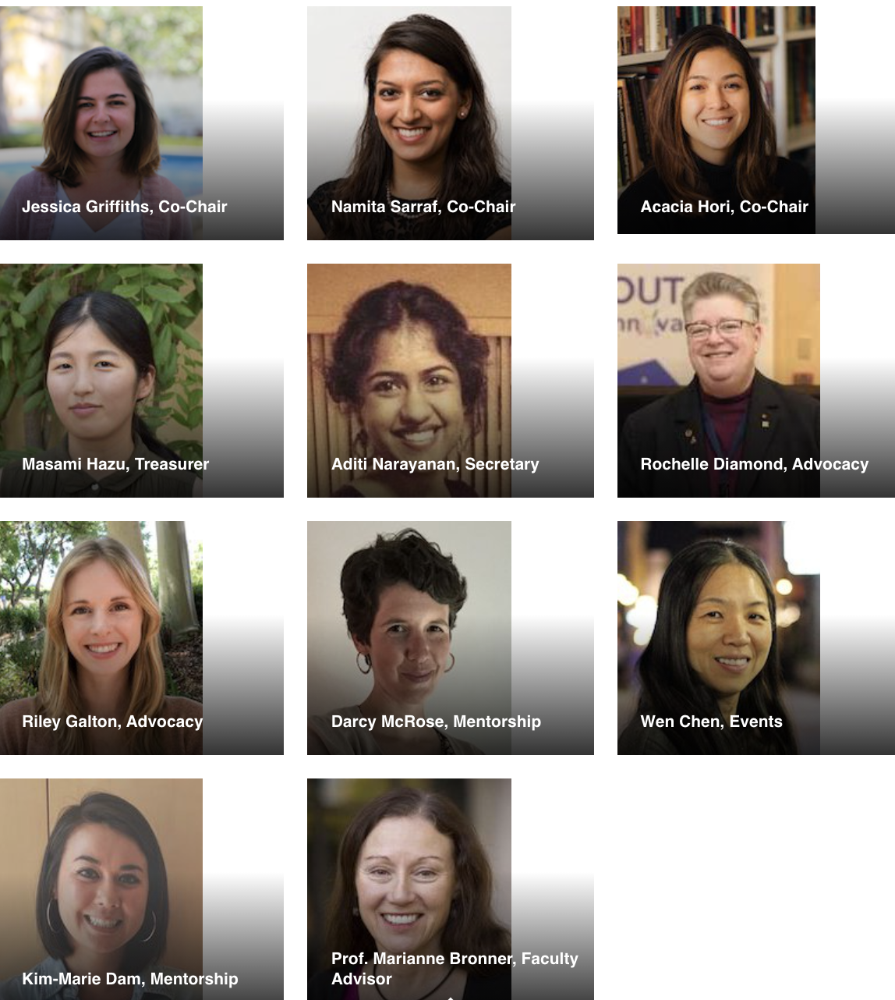 Jessica Griffiths, Co-Chair
Namita Sarraf, Co-Chair
Acacia Hori, Co-Chair
OUT
Masami Hazu, Treasurer
Aditi Narayanan, Secretary
Rochelle Diamond, Advocacy
Riley Galton, Advocacy
Darcy McRose, Mentorship
Wen Chen, Events
Kim-Marie Dam, Mentorship
Prof. Marianne Bronner, Faculty
Advisor